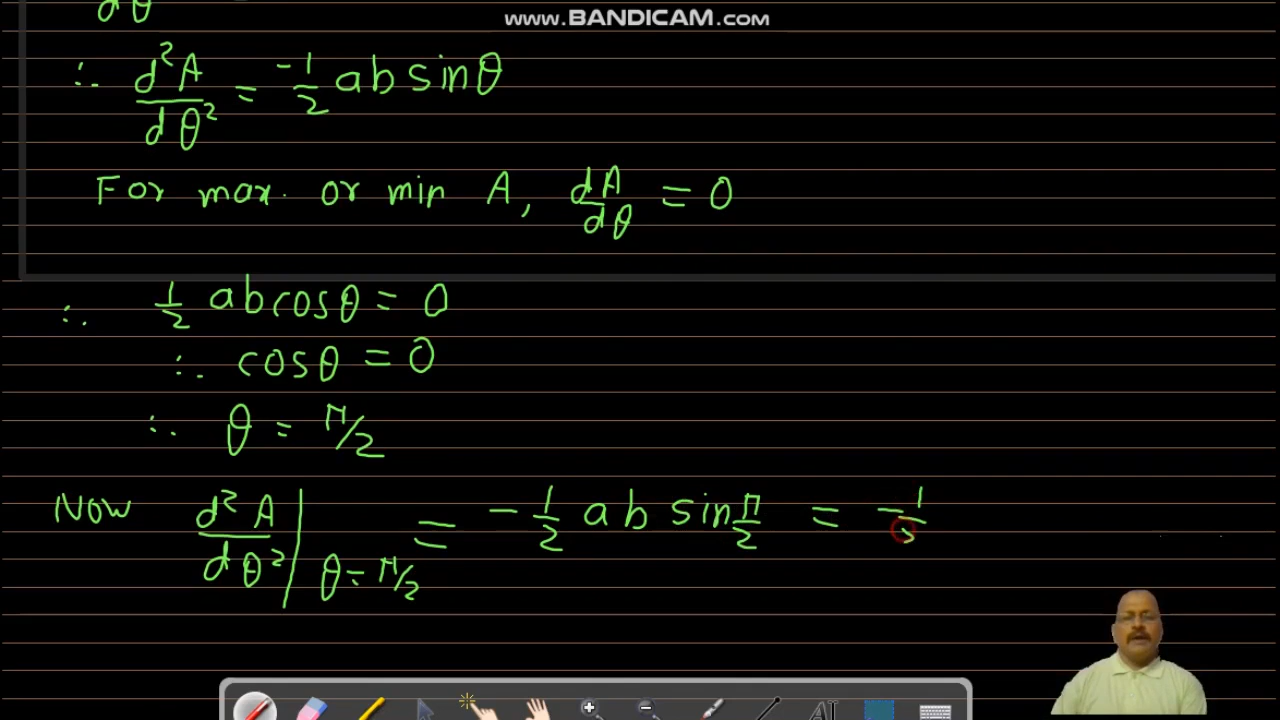 www.BANDICAM.com
dθ
∴ d²A/dθ² = -1/2 ab sinθ
For max. or min A, dA/dθ = 0
∴ 1/2 ab cosθ = 0
∴ cosθ = 0
∴ θ = π/2
Now d²A/dθ² | θ = π/2 = -1/2 ab sin π/2 = -1/2